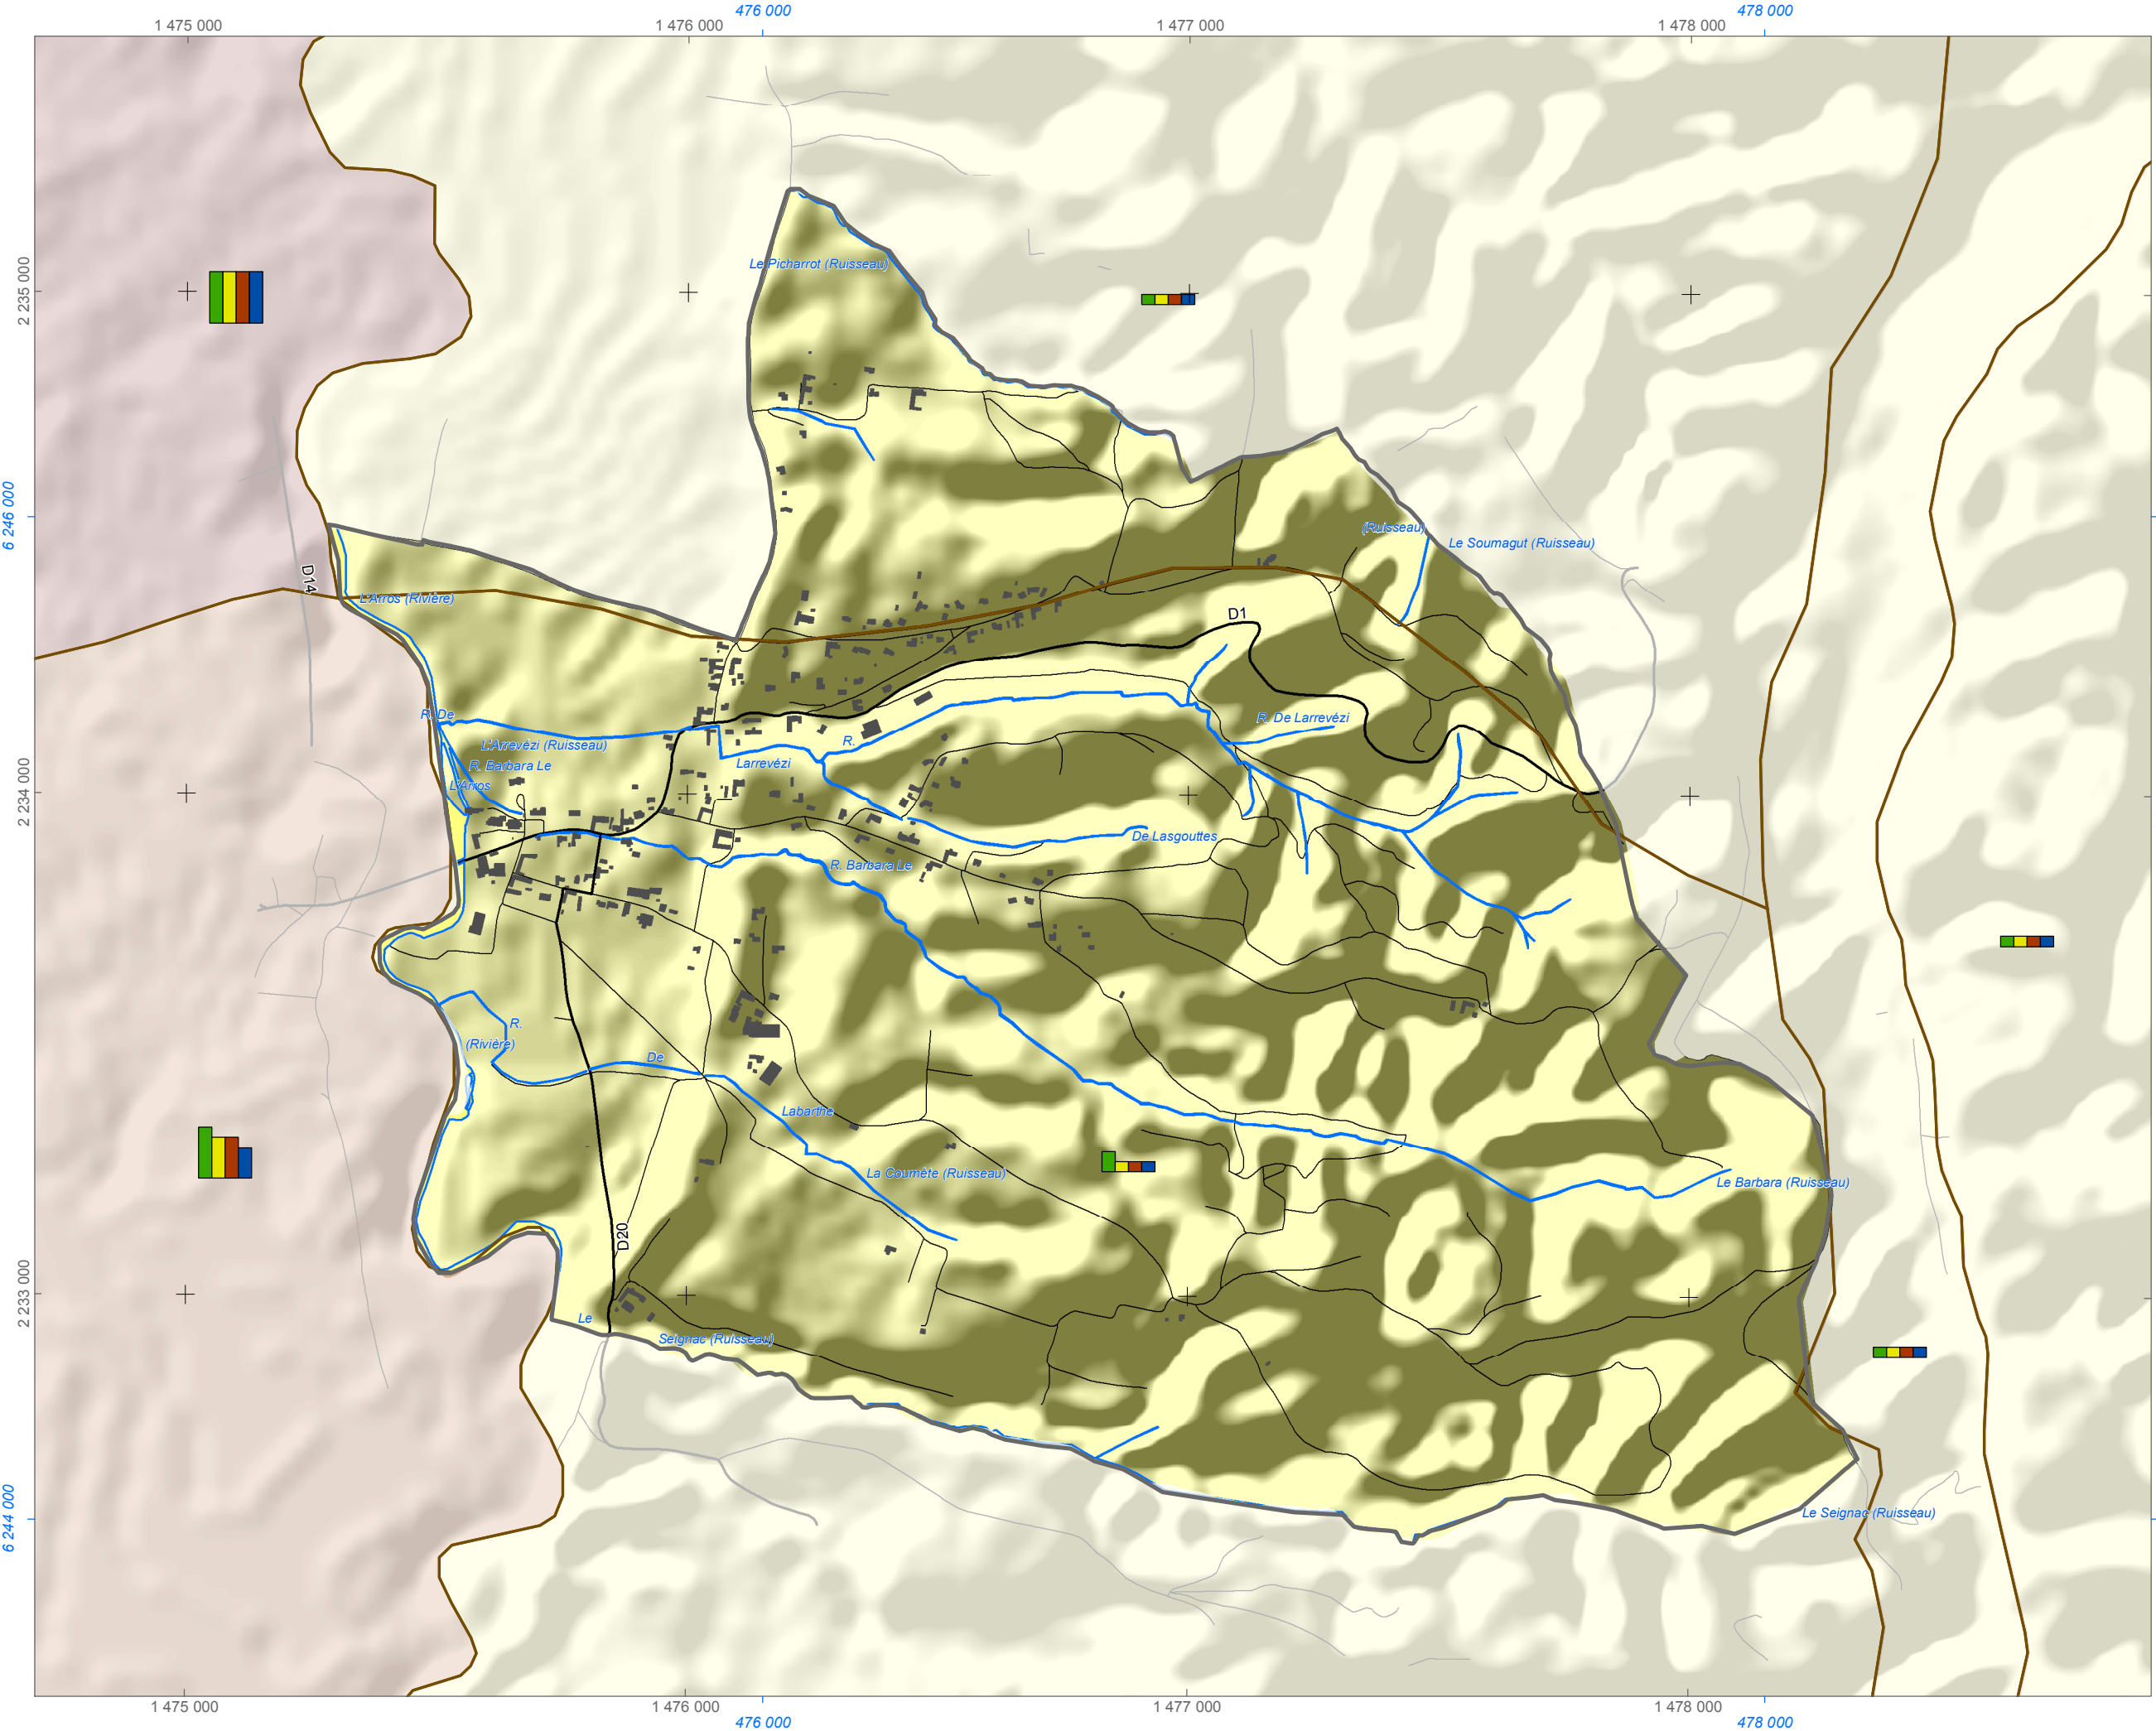 476 000
478 000
1 475 000
1 476 000
1 477 000
1 478 000
Le Picharrot (Ruisseau)
2 235 000
6 246 000
(Ruisseau)
Le Soumagut (Ruisseau)
D14
L'Arros (Rivière)
D1
R. De
R. De Larrevézi
L'Arrevèzi (Ruisseau)
R.
R. Barbara Le
Larrevézi
L'Arros
2 234 000
De Lasgouttes
R. Barbara Le
R.
(Rivière)
De
Labarthe
La Coumète (Ruisseau)
Le Barbara (Ruisseau)
D20
2 233 000
Le
Seignac (Ruisseau)
6 244 000
Le Seignac (Ruisseau)
1 475 000
1 476 000
1 477 000
1 478 000
476 000
478 000